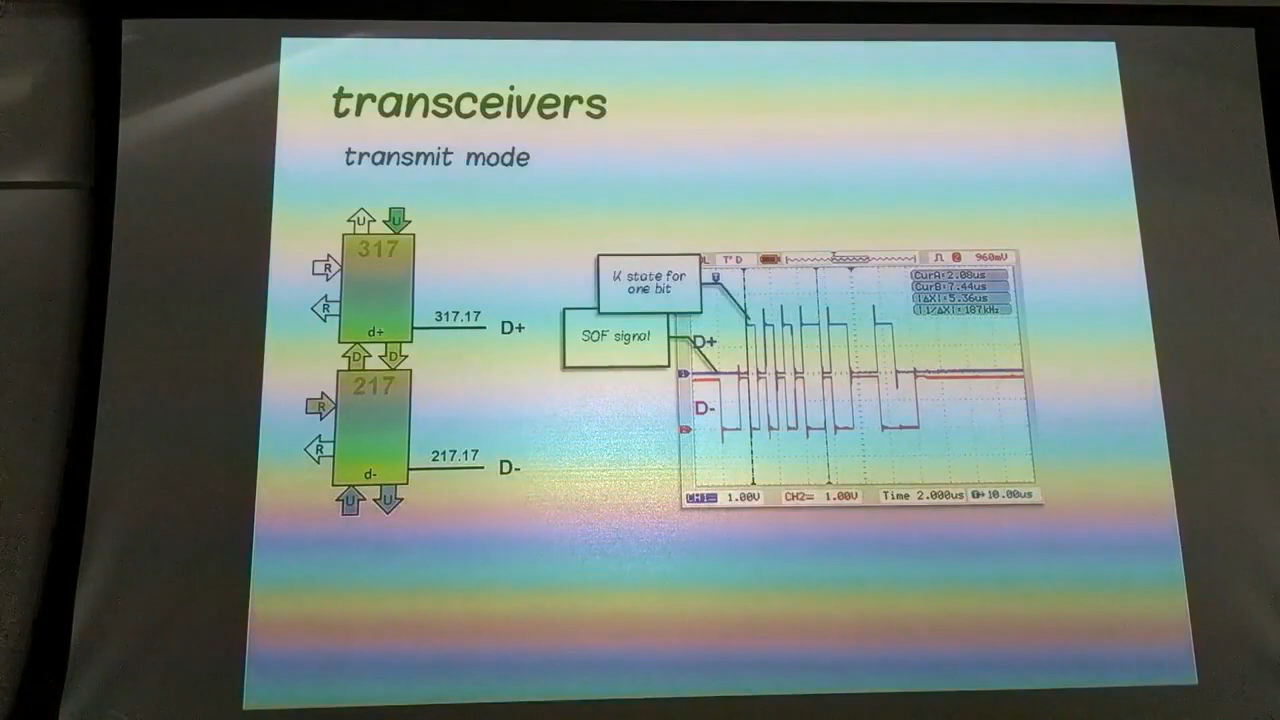 transceivers
transmit mode
U U
317
R
R
d+
317.17 D+
D D
217
R
R
d-
217.17 D-
U U
K state for
one bit
SOF signal
T'D 2 960mV
CurA=2.08us
CurB=7.44us
|ΔX|=5.36us
|1/ΔX|=187kHz
D+
D-
CH1= 1.00V CH2= 1.00V Time 2.000us T→10.00us